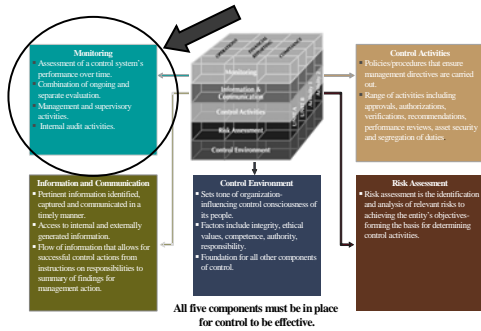 Monitoring
▪ Assessment of a control system's
performance over time.
▪ Combination of ongoing and
separate evaluation.
▪ Management and supervisory
activities.
▪ Internal audit activities.
Monitoring
Information &
Communication
Control Activities
Risk Assessment
Control Environment
Control Activities
▪ Policies/procedures that ensure
management directives are carried
out.
▪ Range of activities including
approvals, authorizations,
verifications, recommendations,
performance reviews, asset security
and segregation of duties.
Information and Communication
▪ Pertinent information identified,
captured and communicated in a
timely manner.
▪ Access to internal and externally
generated information.
▪ Flow of information that allows for
successful control actions from
instructions on responsibilities to
summary of findings for
management action.
Control Environment
▪ Sets tone of organization-
influencing control consciousness of
its people.
▪ Factors include integrity, ethical
values, competence, authority,
responsibility.
▪ Foundation for all other components
of control.
Risk Assessment
▪ Risk assessment is the identification
and analysis of relevant risks to
achieving the entity's objectives-
forming the basis for determining
control activities.
All five components must be in place
for control to be effective.